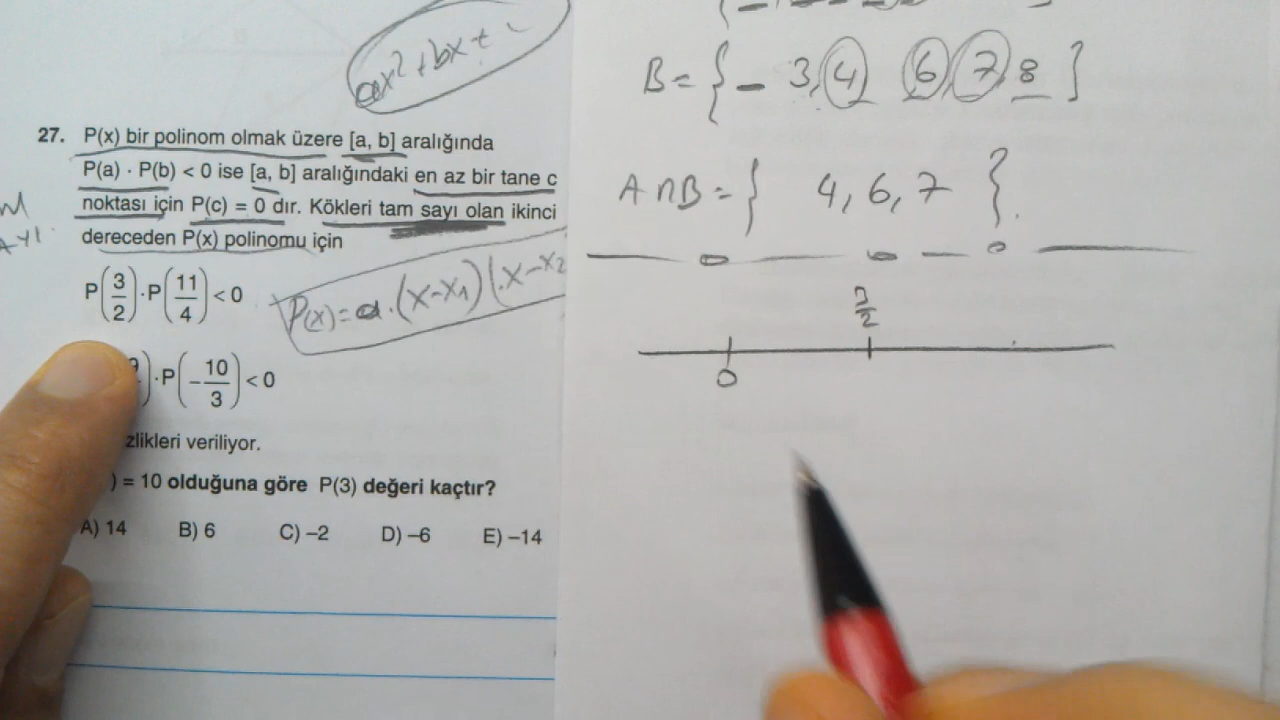 ax² + bx +
27. P(x) bir polinom olmak üzere [a, b] aralığında
P(a) · P(b) < 0 ise [a, b] aralığındaki en az bir tane c
noktası için P(c) = 0 dır. Kökleri tam sayı olan ikinci
dereceden P(x) polinomu için
P(3/2) · P(11/4) < 0
P(x) = a.(x-x₁)(x-x₂
) · P(-10/3) < 0
zlikleri veriliyor.
) = 10 olduğuna göre P(3) değeri kaçtır?
A) 14 B) 6 C) –2 D) –6 E) –14
B = { - 3, 4 6, 7, 8 }
A ∩ B = { 4, 6, 7 }.
7/2
0